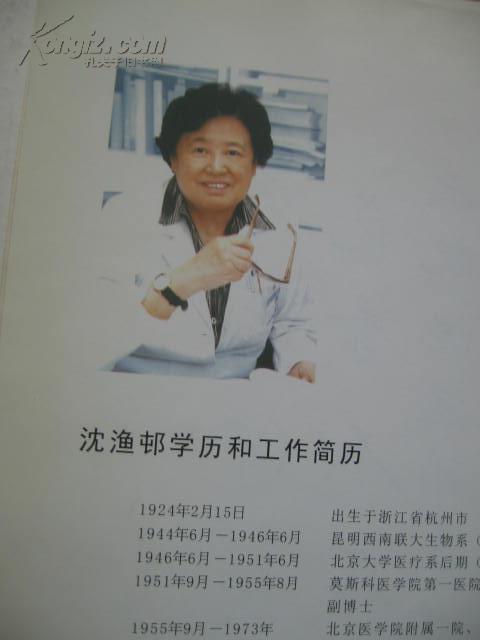 Kongfz.com
孔夫子旧书网
沈渔邨学历和工作简历
1924年2月15日 出生于浙江省杭州市
1944年6月－1946年6月 昆明西南联大生物系（
1946年6月－1951年6月 北京大学医疗系后期（
1951年9月－1955年8月 莫斯科医学院第一医院
副博士
1955年9月－1973年 北京医学院附属一院、